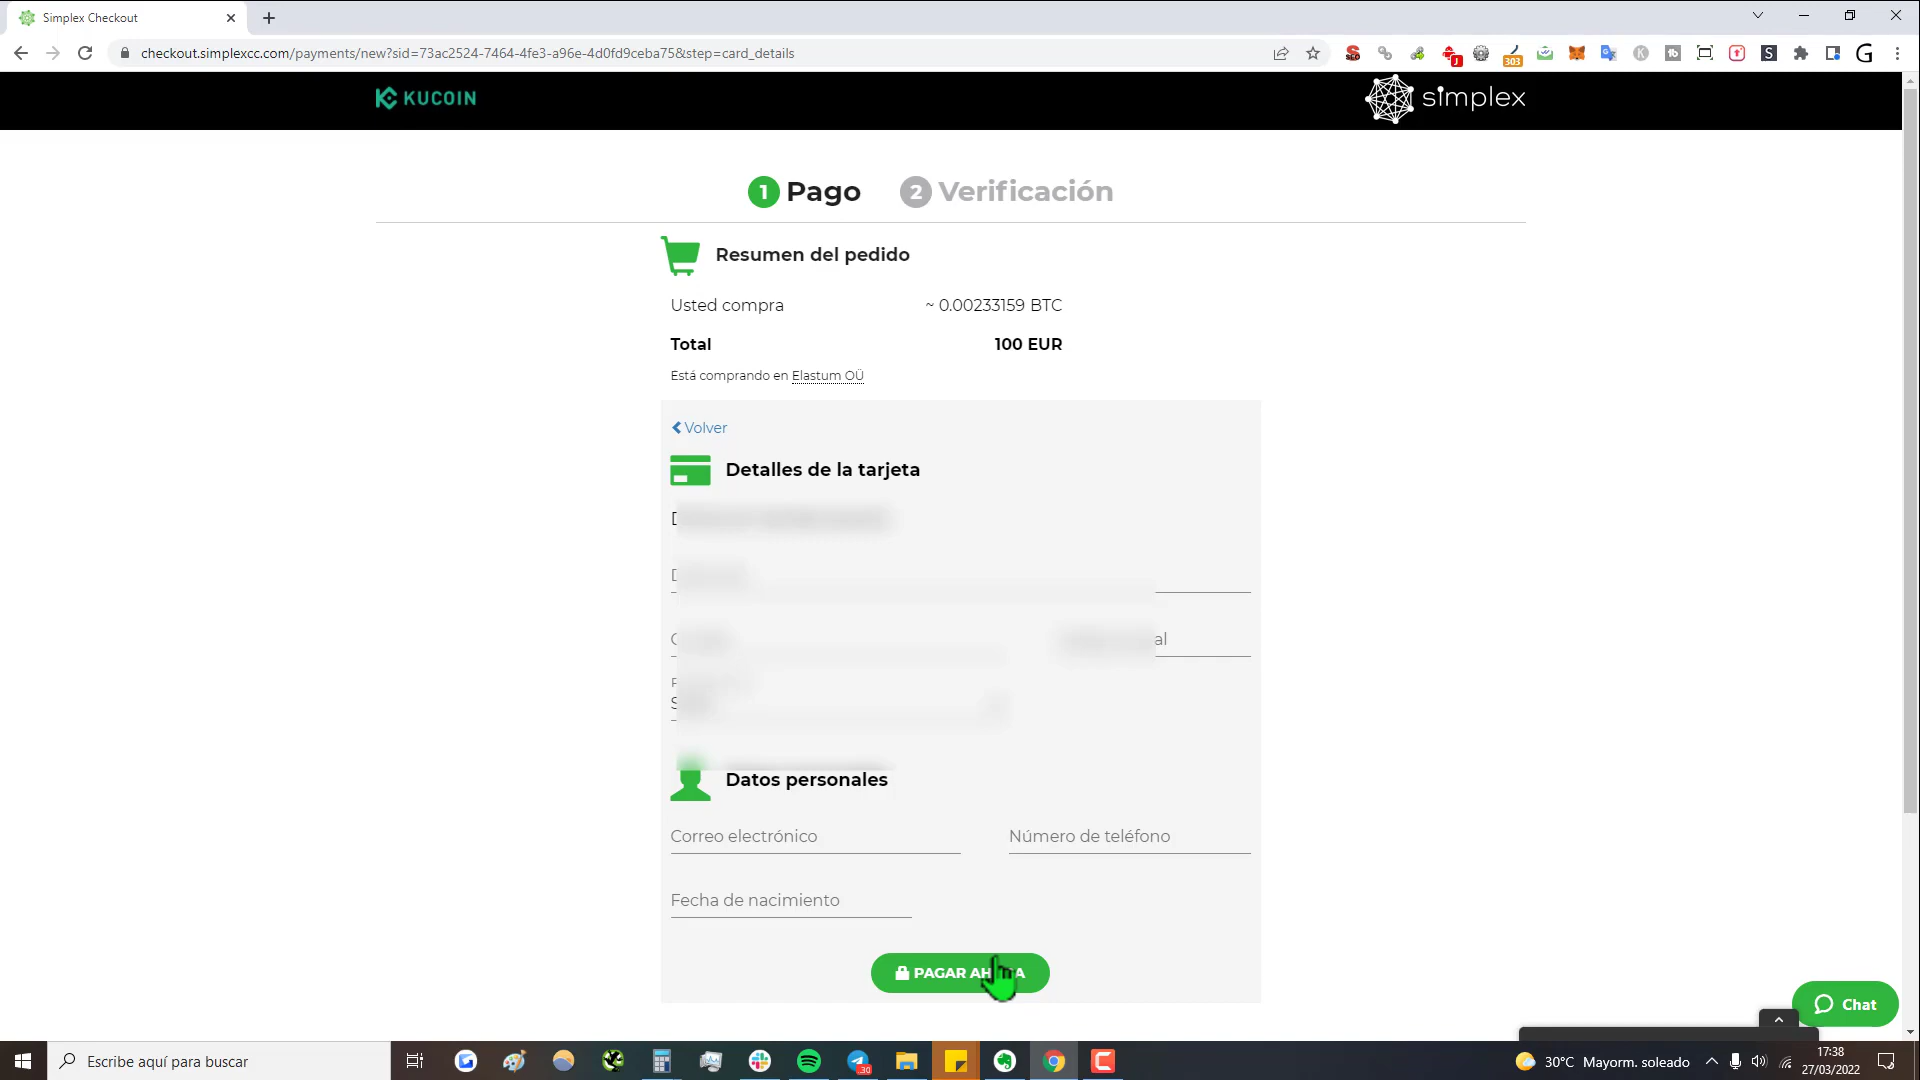 Simplex Checkout
checkout.simplexcc.com/payments/new?sid=73ac2524-7464-4fe3-a96e-4d0fd9ceba75&step=card_details
303
KUCOIN
simplex
1 Pago
2 Verificación
Resumen del pedido
Usted compra
~ 0.00233159 BTC
Total
100 EUR
Está comprando en Elastum OÜ
Volver
Detalles de la tarjeta
Datos personales
Correo electrónico
Número de teléfono
Fecha de nacimiento
PAGAR
Chat
Escribe aquí para buscar
30
30°C Mayorm. soleado
17:38
27/03/2022